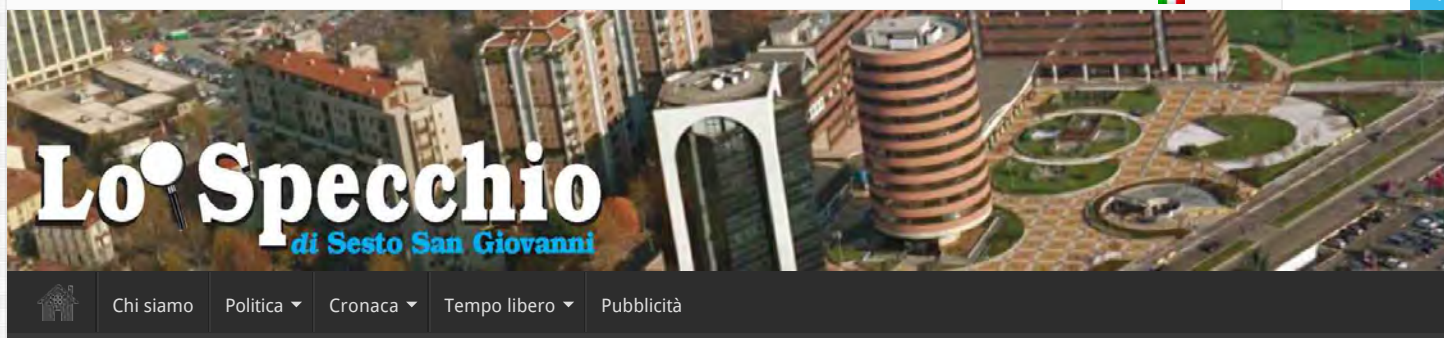 Lo Specchio
di Sesto San Giovanni
Chi siamo Politica Cronaca Tempo libero Pubblicità